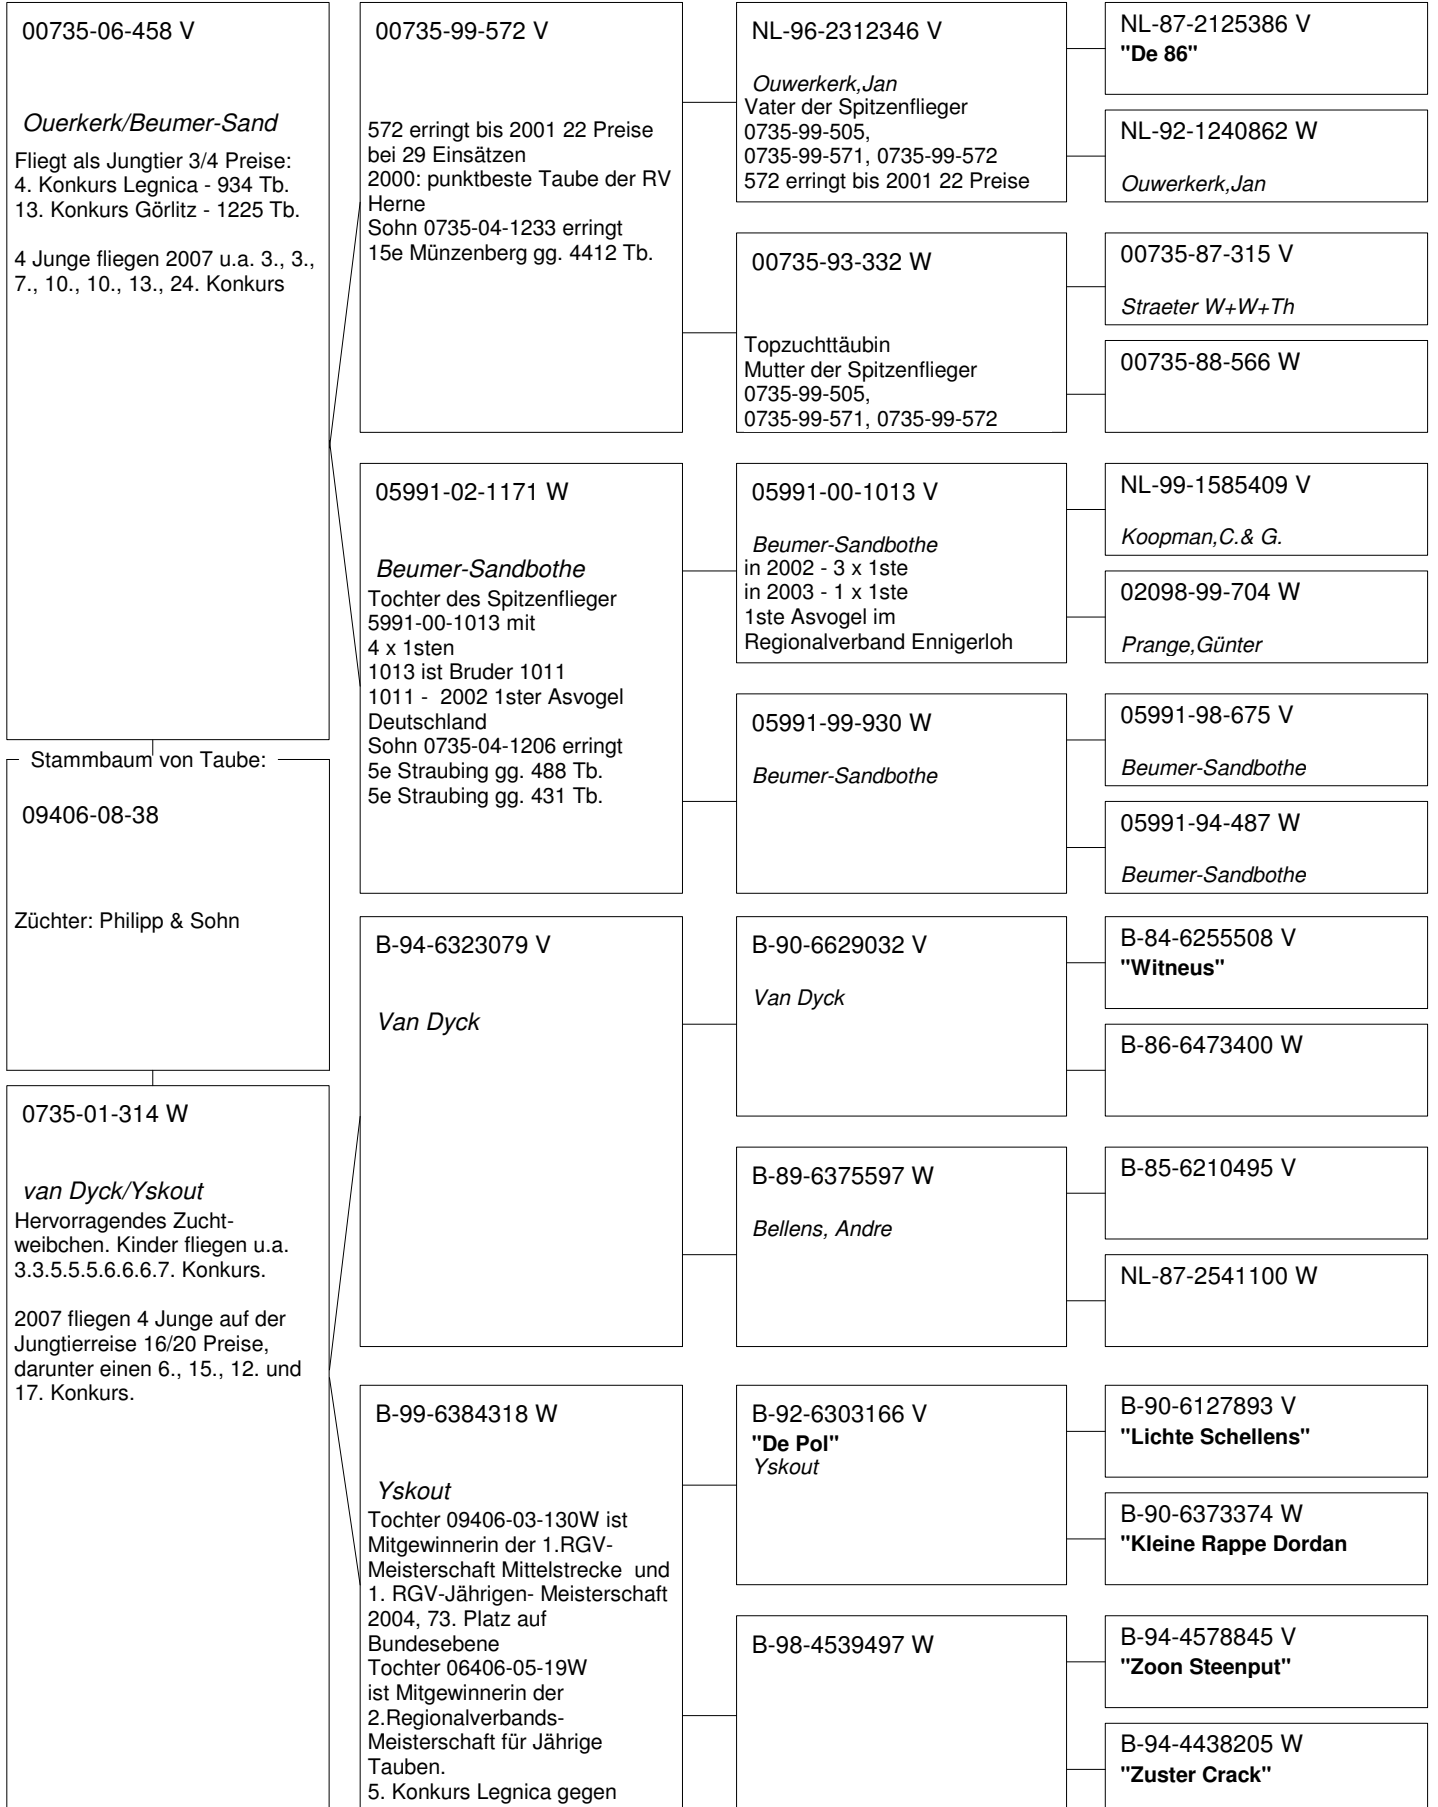 00735-06-458 V
Ouerkerk/Beumer-Sand
Fliegt als Jungtier 3/4 Preise:
4. Konkurs Legnica - 934 Tb.
13. Konkurs Görlitz - 1225 Tb.
4 Junge fliegen 2007 u.a. 3., 3.,
7., 10., 10., 13., 24. Konkurs
Stammbaum von Taube:
09406-08-38
Züchter: Philipp & Sohn
0735-01-314 W
van Dyck/Yskout
Hervorragendes Zucht-
weibchen. Kinder fliegen u.a.
3.3.5.5.5.6.6.6.7. Konkurs.
2007 fliegen 4 Junge auf der
Jungtierreise 16/20 Preise,
darunter einen 6., 15., 12. und
17. Konkurs.
00735-99-572 V
572 erringt bis 2001 22 Preise
bei 29 Einsätzen
2000: punktbeste Taube der RV
Herne
Sohn 0735-04-1233 erringt
15e Münzenberg gg. 4412 Tb.
05991-02-1171 W
Beumer-Sandbothe
Tochter des Spitzenflieger
5991-00-1013 mit
4 x 1sten
1013 ist Bruder 1011
1011 -  2002 1ster Asvogel
Deutschland
Sohn 0735-04-1206 erringt
5e Straubing gg. 488 Tb.
5e Straubing gg. 431 Tb.
B-94-6323079 V
Van Dyck
B-99-6384318 W
Yskout
Tochter 09406-03-130W ist
Mitgewinnerin der 1.RGV-
Meisterschaft Mittelstrecke  und
1. RGV-Jährigen- Meisterschaft
2004, 73. Platz auf
Bundesebene
Tochter 06406-05-19W
ist Mitgewinnerin der
2.Regionalverbands-
Meisterschaft für Jährige
Tauben.
5. Konkurs Legnica gegen
NL-96-2312346 V
Ouwerkerk,Jan
Vater der Spitzenflieger
0735-99-505,
0735-99-571, 0735-99-572
572 erringt bis 2001 22 Preise
00735-93-332 W
Topzuchttäubin
Mutter der Spitzenflieger
0735-99-505,
0735-99-571, 0735-99-572
05991-00-1013 V
Beumer-Sandbothe
in 2002 - 3 x 1ste
in 2003 - 1 x 1ste
1ste Asvogel im
Regionalverband Ennigerloh
05991-99-930 W
Beumer-Sandbothe
B-90-6629032 V
Van Dyck
B-89-6375597 W
Bellens, Andre
B-92-6303166 V
"De Pol"
Yskout
B-98-4539497 W
NL-87-2125386 V
"De 86"
NL-92-1240862 W
Ouwerkerk,Jan
00735-87-315 V
Straeter W+W+Th
00735-88-566 W
NL-99-1585409 V
Koopman,C.& G.
02098-99-704 W
Prange,Günter
05991-98-675 V
Beumer-Sandbothe
05991-94-487 W
Beumer-Sandbothe
B-84-6255508 V
"Witneus"
B-86-6473400 W
B-85-6210495 V
NL-87-2541100 W
B-90-6127893 V
"Lichte Schellens"
B-90-6373374 W
"Kleine Rappe Dordan
B-94-4578845 V
"Zoon Steenput"
B-94-4438205 W
"Zuster Crack"